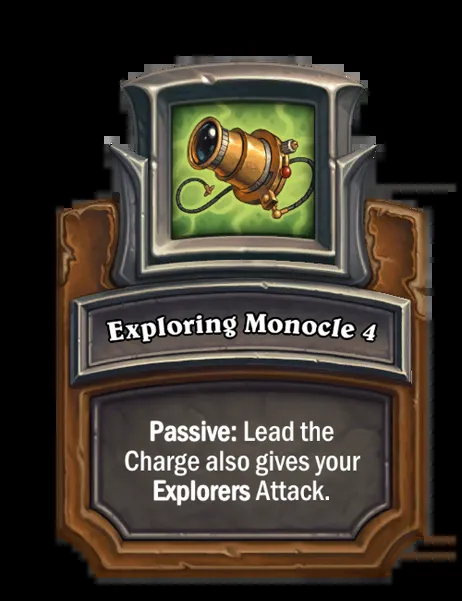 Exploring Monocle 4
Passive: Lead the
Charge also gives your
Explorers Attack.